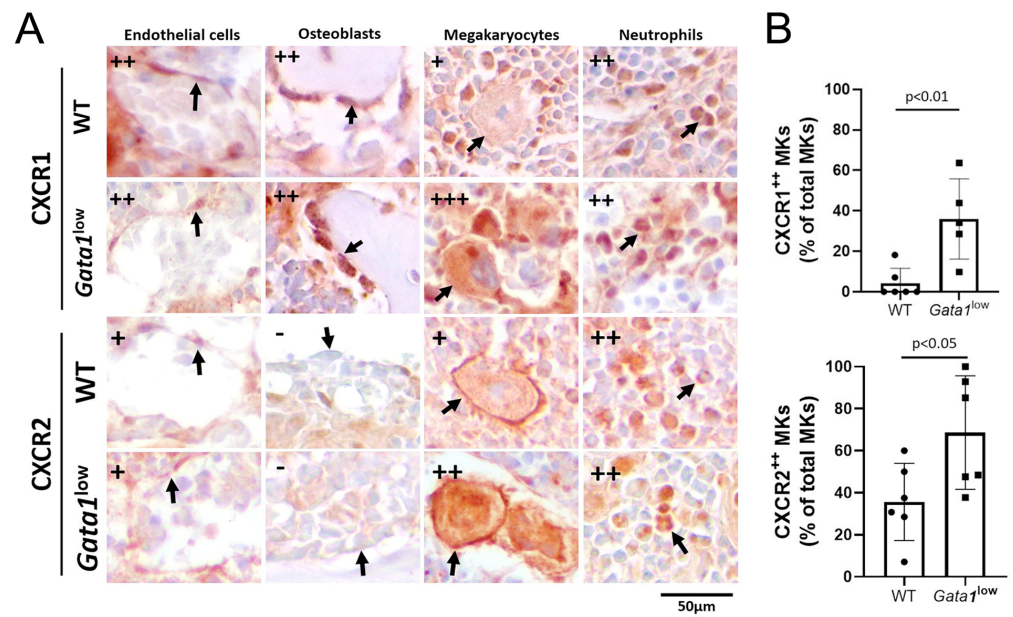 A
B
Endothelial cells Osteoblasts Megakaryocytes Neutrophils
CXCR1
WT
++ ++ + ++
Gata1low
++ ++ +++ ++
CXCR2
WT
+ - + ++
Gata1low
+ - ++ ++
50µm
CXCR1++ MKs
(% of total MKs)
100
80
60
40
20
0
p<0.01
WT Gata1low
CXCR2++ MKs
(% of total MKs)
100
80
60
40
20
0
p<0.05
WT Gata1low